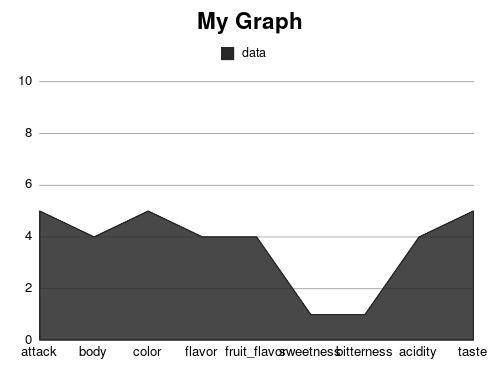 My Graph
data
10
8
6
4
2
0
attack body color flavor fruit_flavor sweetness bitterness acidity taste